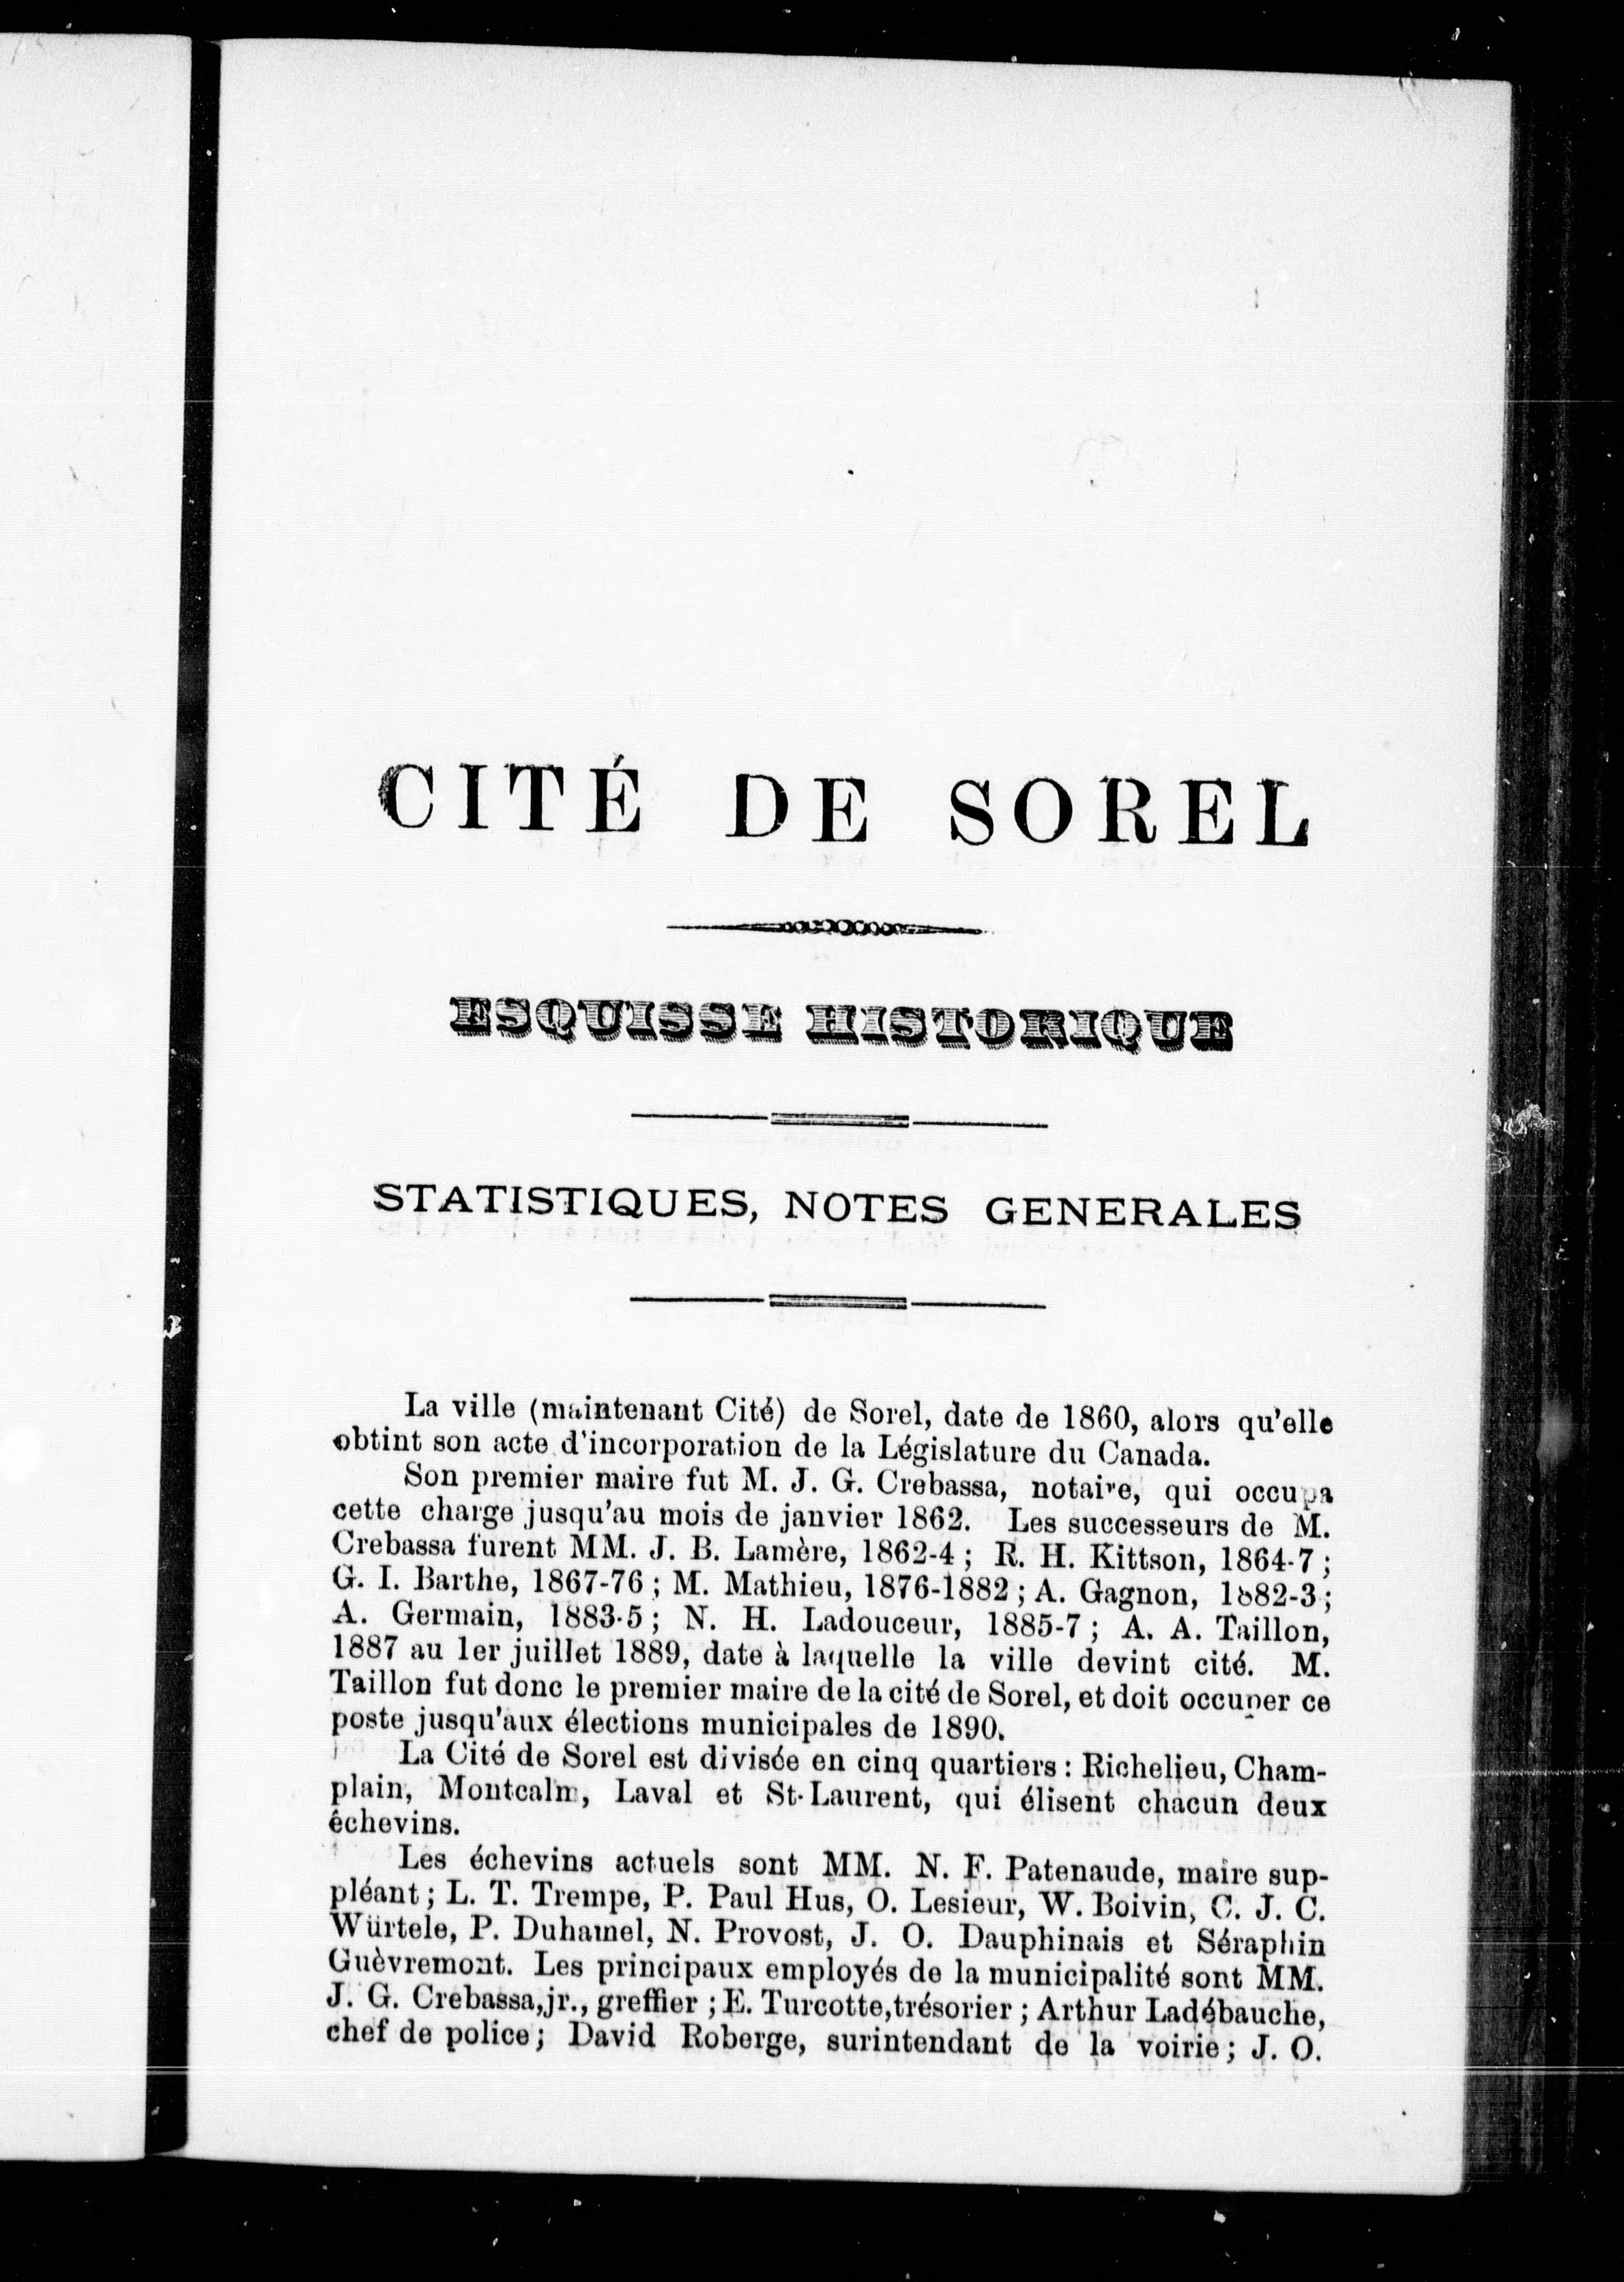 CITÉ DE SOREL
ESQUISSE HISTORIQUE
STATISTIQUES, NOTES GENERALES
La ville (maintenant Cité) de Sorel, date de 1860, alors qu'elle
obtint son acte d'incorporation de la Législature du Canada.
Son premier maire fut M. J. G. Crebassa, notaire, qui occupa
cette charge jusqu'au mois de janvier 1862. Les successeurs de M.
Crebassa furent MM. J. B. Lamère, 1862-4 ; R. H. Kittson, 1864-7 ;
G. I. Barthe, 1867-76 ; M. Mathieu, 1876-1882 ; A. Gagnon, 1882-3 ;
A. Germain, 1883-5 ; N. H. Ladouceur, 1885-7 ; A. A. Taillon,
1887 au 1er juillet 1889, date à laquelle la ville devint cité. M.
Taillon fut donc le premier maire de la cité de Sorel, et doit occuper ce
poste jusqu'aux élections municipales de 1890.
La Cité de Sorel est divisée en cinq quartiers : Richelieu, Cham-
plain, Montcalm, Laval et St-Laurent, qui élisent chacun deux
échevins.
Les échevins actuels sont MM. N. F. Patenaude, maire sup-
pléant ; L. T. Trempe, P. Paul Hus, O. Lesieur, W. Boivin, C. J. C.
Würtele, P. Duhamel, N. Provost, J. O. Dauphinais et Séraphin
Guèvremont. Les principaux employés de la municipalité sont MM.
J. G. Crebassa, jr., greffier ; E. Turcotte, trésorier ; Arthur Ladébauche,
chef de police ; David Roberge, surintendant de la voirie ; J. O.